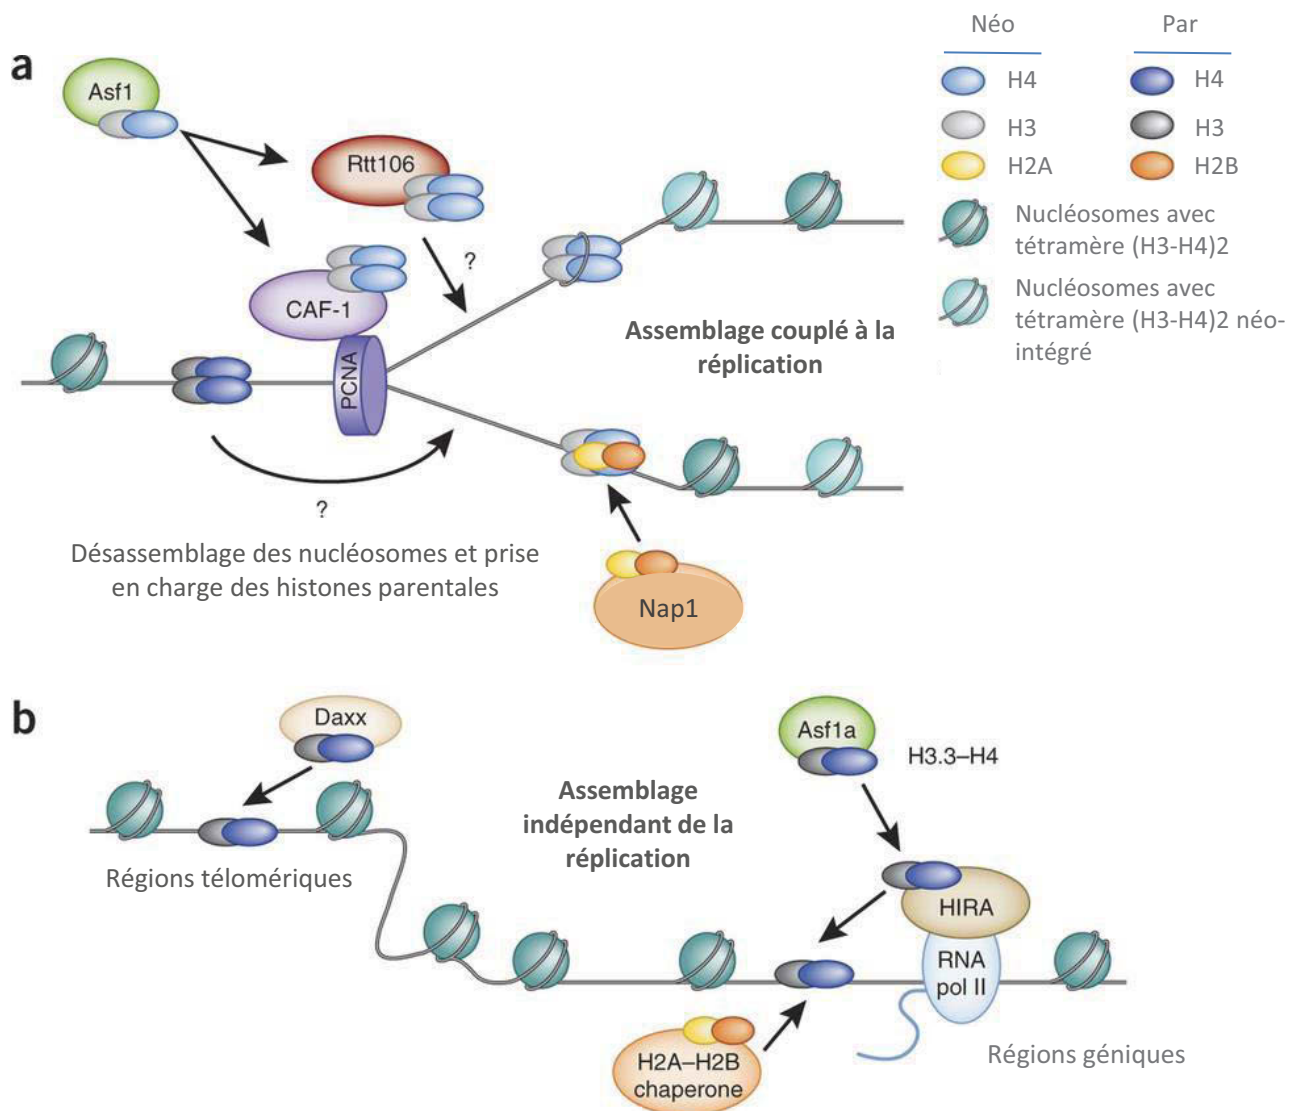 a
Asf1
Rtt106
?
CAF-1
PCNA
Assemblage couplé à la
réplication
?
Désassemblage des nucléosomes et prise
en charge des histones parentales
Nap1
Néo
Par
H4
H4
H3
H3
H2A
H2B
Nucléosomes avec
tétramère (H3-H4)2
Nucléosomes avec
tétramère (H3-H4)2 néo-
intégré
b
Daxx
Régions télomériques
Assemblage
indépendant de la
réplication
Asf1a
H3.3–H4
HIRA
RNA
pol II
H2A–H2B
chaperone
Régions géniques